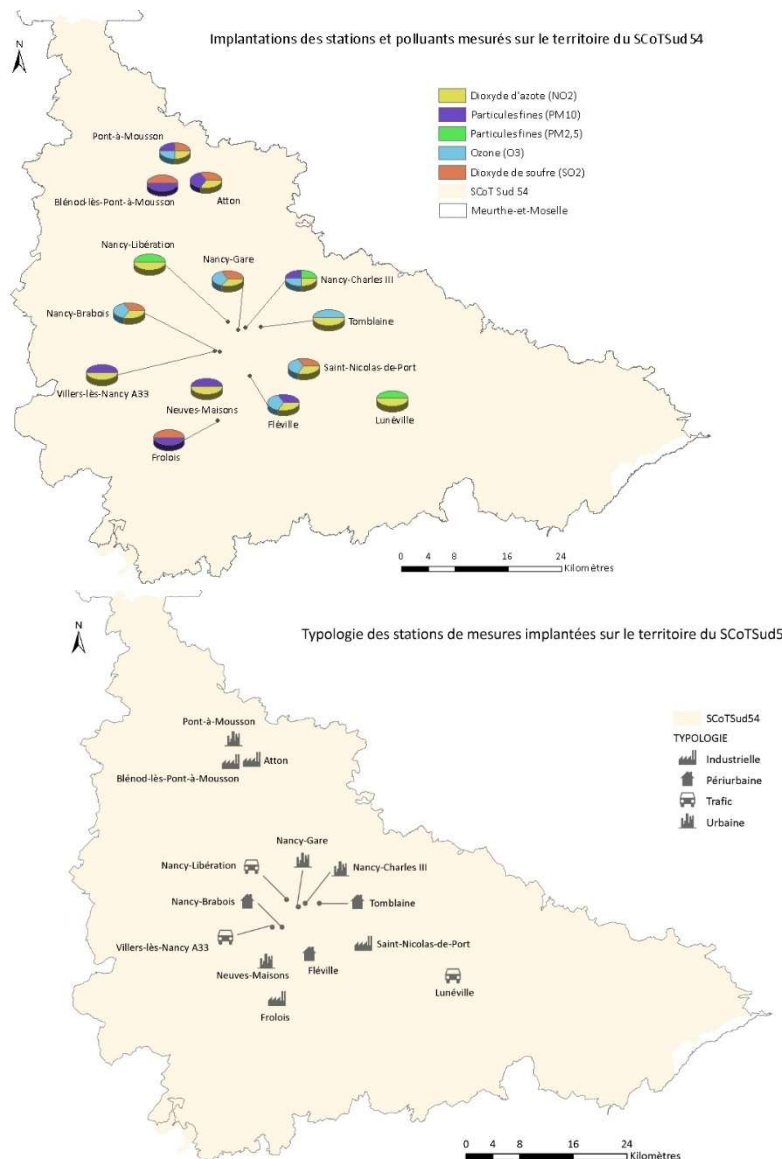 Implantations des stations et polluants mesurés sur le territoire du SCoTSud54
N
Dioxyde d'azote (NO2)
Particules fines (PM10)
Particules fines (PM2,5)
Ozone (O3)
Dioxyde de soufre (SO2)
SCoT Sud 54
Meurthe-et-Moselle
Pont-à-Mousson
Blénod-lès-Pont-à-Mousson
Atton
Nancy-Libération
Nancy-Gare
Nancy-Charles III
Nancy-Brabois
Tomblaine
Villers-lès-Nancy A33
Neuves-Maisons
Saint-Nicolas-de-Port
Fléville
Lunéville
Frolois
0 4 8 16 24
Kilomètres
Typologie des stations de mesures implantées sur le territoire du SCoTSud5
N
SCoTSud54
TYPOLOGIE
Industrielle
Périurbaine
Trafic
Urbaine
Pont-à-Mousson
Atton
Blénod-lès-Pont-à-Mousson
Nancy-Gare
Nancy-Libération
Nancy-Charles III
Nancy-Brabois
Tomblaine
Villers-lès-Nancy A33
Saint-Nicolas-de-Port
Neuves-Maisons
Fléville
Lunéville
Frolois
0 4 8 16 24
Kilomètres